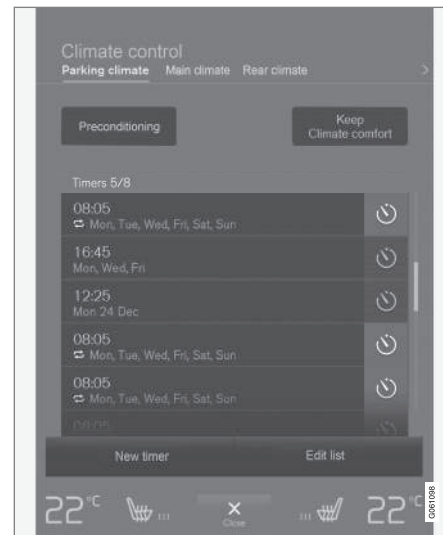 Climate control
Parking climate Main climate Rear climate
Preconditioning
Keep
Climate comfort
Timers 5/8
08:05
Mon, Tue, Wed, Fri, Sat, Sun
16:45
Mon, Wed, Fri
12:25
Mon 24 Dec
08:05
Mon, Tue, Wed, Fri, Sat, Sun
08:05
Mon, Tue, Wed, Fri, Sat, Sun
08:05
New timer Edit list
22°C 22°C
Close
G061098